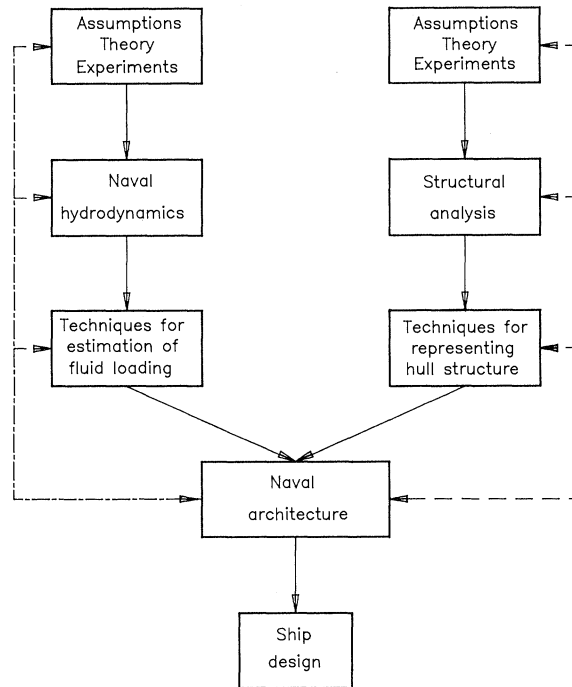 Assumptions
Theory
Experiments
Naval
hydrodynamics
Techniques for
estimation of
fluid loading
Assumptions
Theory
Experiments
Structural
analysis
Techniques for
representing
hull structure
Naval
architecture
Ship
design